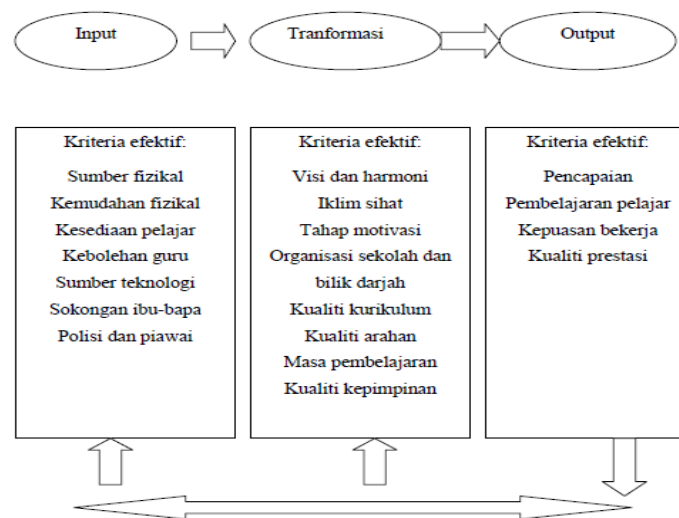 Input
Tranformasi
Output
Kriteria efektif:
Sumber fizikal
Kemudahan fizikal
Kesediaan pelajar
Kebolehan guru
Sumber teknologi
Sokongan ibu-bapa
Polisi dan piawai
Kriteria efektif:
Visi dan harmoni
Iklim sihat
Tahap motivasi
Organisasi sekolah dan
bilik darjah
Kualiti kurikulum
Kualiti arahan
Masa pembelajaran
Kualiti kepimpinan
Kriteria efektif:
Pencapaian
Pembelajaran pelajar
Kepuasan bekerja
Kualiti prestasi